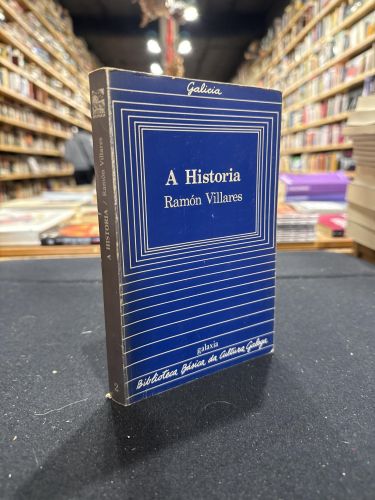 Galicia
A Historia
Ramón Villares
galaxia
Biblioteca Básica da Cultura Galega
A HISTORIA / Ramón Villares
2